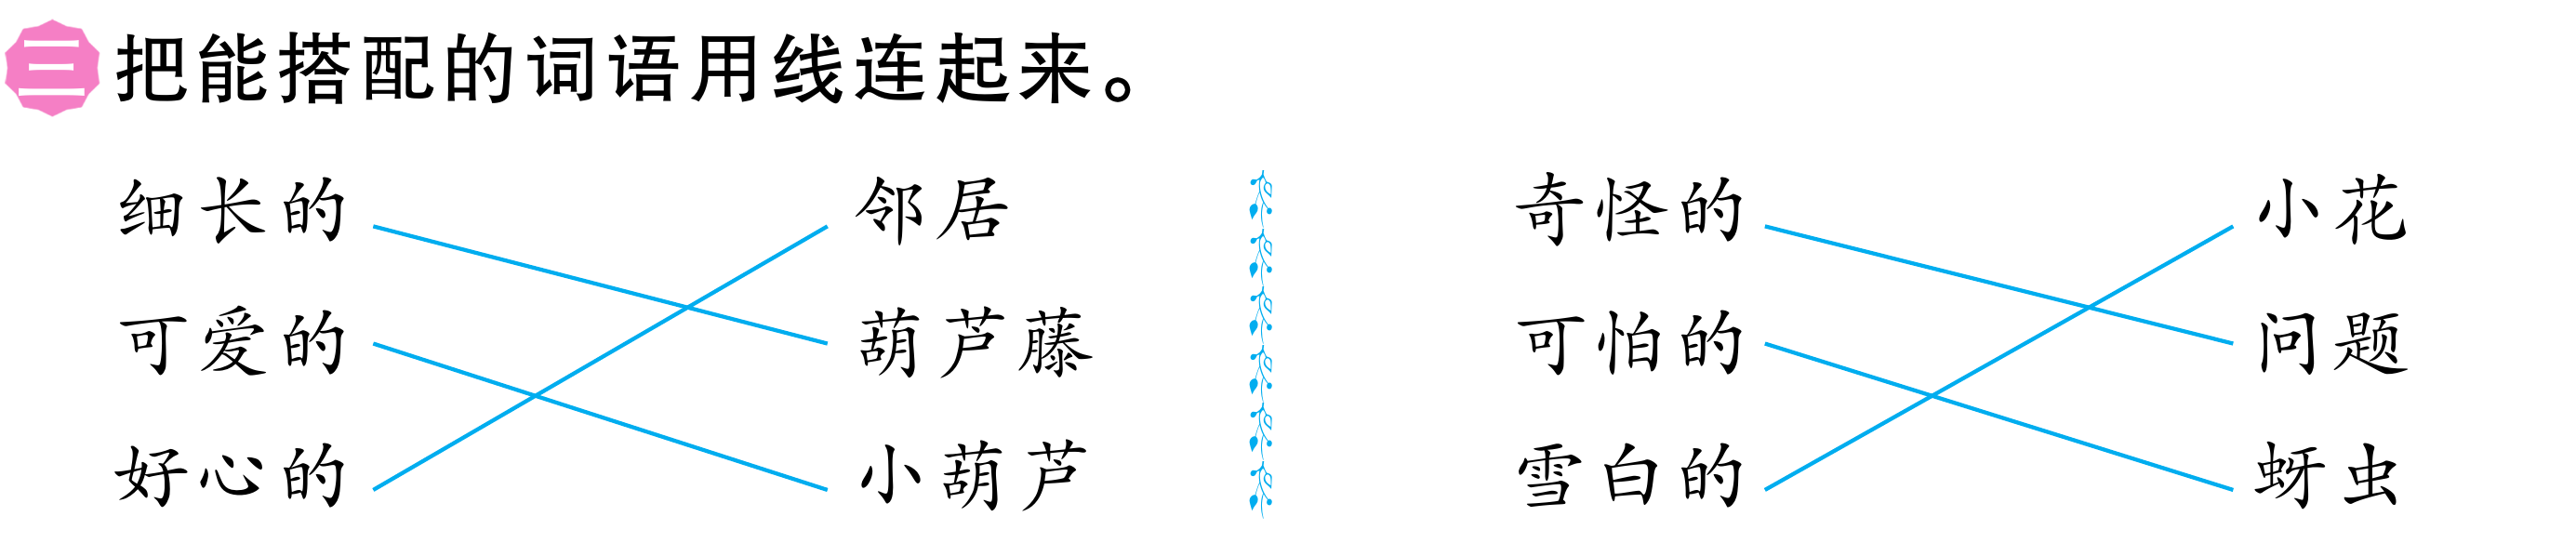 三 把能搭配的词语用线连起来。
细长的 邻居 奇怪的 小花
可爱的 葫芦藤 可怕的 问题
好心的 小葫芦 雪白的 蚜虫